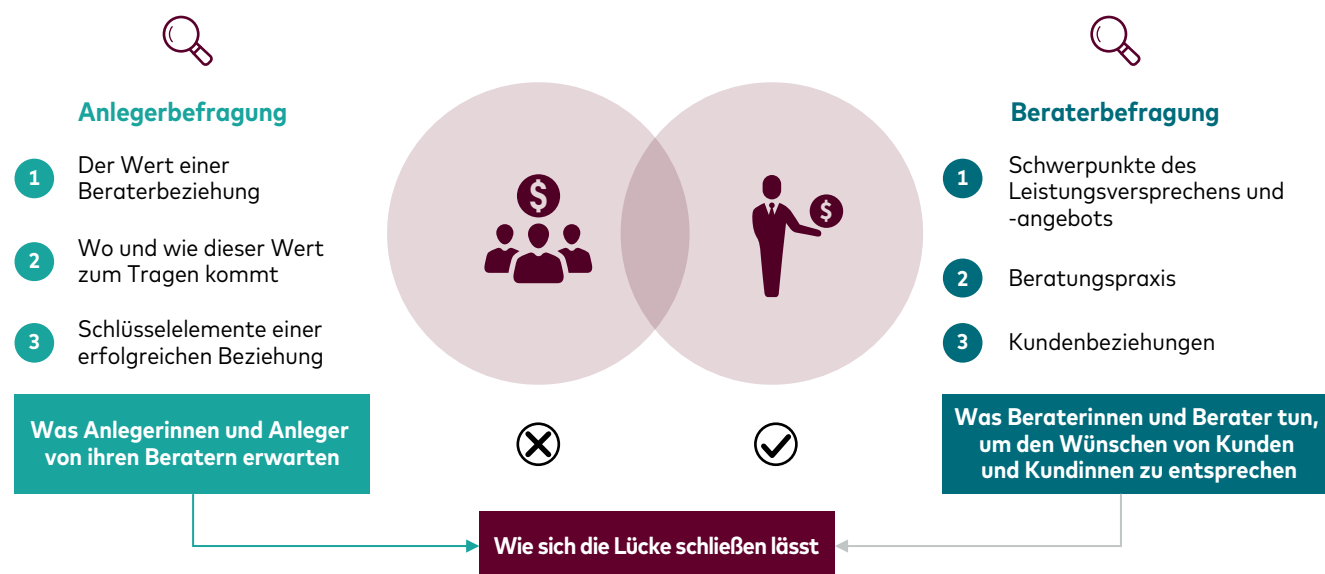 Anlegerbefragung
1
Der Wert einer
Beraterbeziehung
2
Wo und wie dieser Wert
zum Tragen kommt
3
Schlüsselelemente einer
erfolgreichen Beziehung
Was Anlegerinnen und Anleger
von ihren Beratern erwarten
$
$
Beraterbefragung
1
Schwerpunkte des
Leistungsversprechens und
-angebots
2
Beratungspraxis
3
Kundenbeziehungen
Was Beraterinnen und Berater tun,
um den Wünschen von Kunden
und Kundinnen zu entsprechen
Wie sich die Lücke schließen lässt